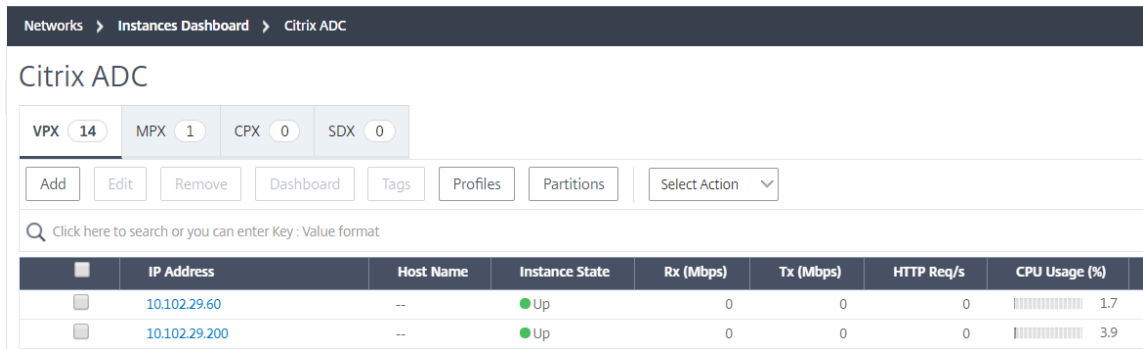 Networks > Instances Dashboard > Citrix ADC
Citrix ADC
VPX 14 MPX 1 CPX 0 SDX 0
Add Edit Remove Dashboard Tags Profiles Partitions Select Action
Click here to search or you can enter Key : Value format
IP Address Host Name Instance State Rx (Mbps) Tx (Mbps) HTTP Req/s CPU Usage (%)
10.102.29.60 -- Up 0 0 0 1.7
10.102.29.200 -- Up 0 0 0 3.9